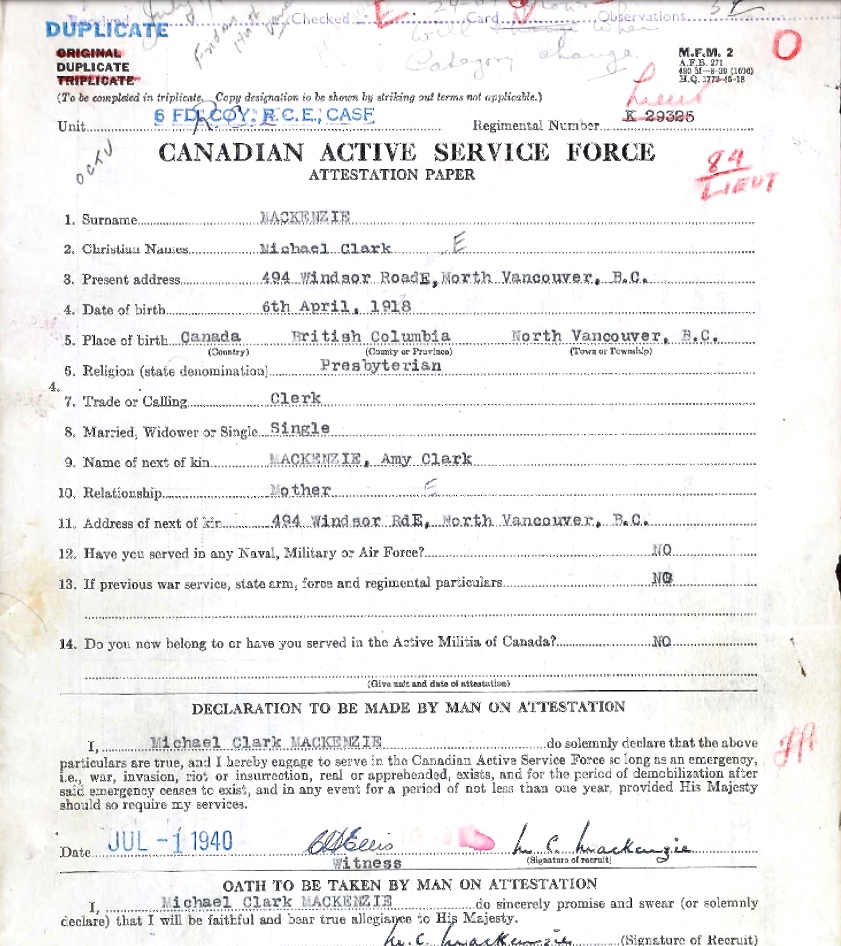 Checked. E. Card Observations
DUPLICATE
Will When
Category change
M.F.M. 2
ORIGINAL
DUPLICATE
TRIPLICATE
A.F.B. 271
H.Q. 1772-45-18
O
(To be completed in triplicate. Copy designation to be shown by striking out terms not applicable.)
Lieut
Unit 6 FD. COY, R.C.E., CASF Regimental Number K 29325
OCTU
CANADIAN ACTIVE SERVICE FORCE
ATTESTATION PAPER
84
LIEUT
1. Surname MACKENZIE
2. Christian Names Michael Clark E
3. Present address 494 Windsor RoadE, North Vancouver, B.C.
4. Date of birth 6th April, 1918
5. Place of birth Canada British Columbia North Vancouver, B.C.
(Country) (County or Province) (Town or Township)
6. Religion (state denomination) Presbyterian
4.
7. Trade or Calling Clerk
8. Married, Widower or Single Single
9. Name of next of kin MACKENZIE, Amy Clark
10. Relationship Mother E
11. Address of next of kin 494 Windsor RdE, North Vancouver, B.C.
12. Have you served in any Naval, Military or Air Force? NO
13. If previous war service, state arm, force and regimental particulars NO
14. Do you now belong to or have you served in the Active Militia of Canada? NO
(Give unit and date of attestation)
DECLARATION TO BE MADE BY MAN ON ATTESTATION
I, Michael Clark MACKENZIE do solemnly declare that the above
particulars are true, and I hereby engage to serve in the Canadian Active Service Force so long as an emergency,
i.e., war, invasion, riot or insurrection, real or apprehended, exists, and for the period of demobilization after
said emergency ceases to exist, and in any event for a period of not less than one year, provided His Majesty
should so require my services.
Date JUL -1 1940 Ellis M. C. Mackenzie
Witness (Signature of recruit)
OATH TO BE TAKEN BY MAN ON ATTESTATION
I, Michael Clark MACKENZIE do sincerely promise and swear (or solemnly
declare) that I will be faithful and bear true allegiance to His Majesty.
M. C. Mackenzie (Signature of Recruit)